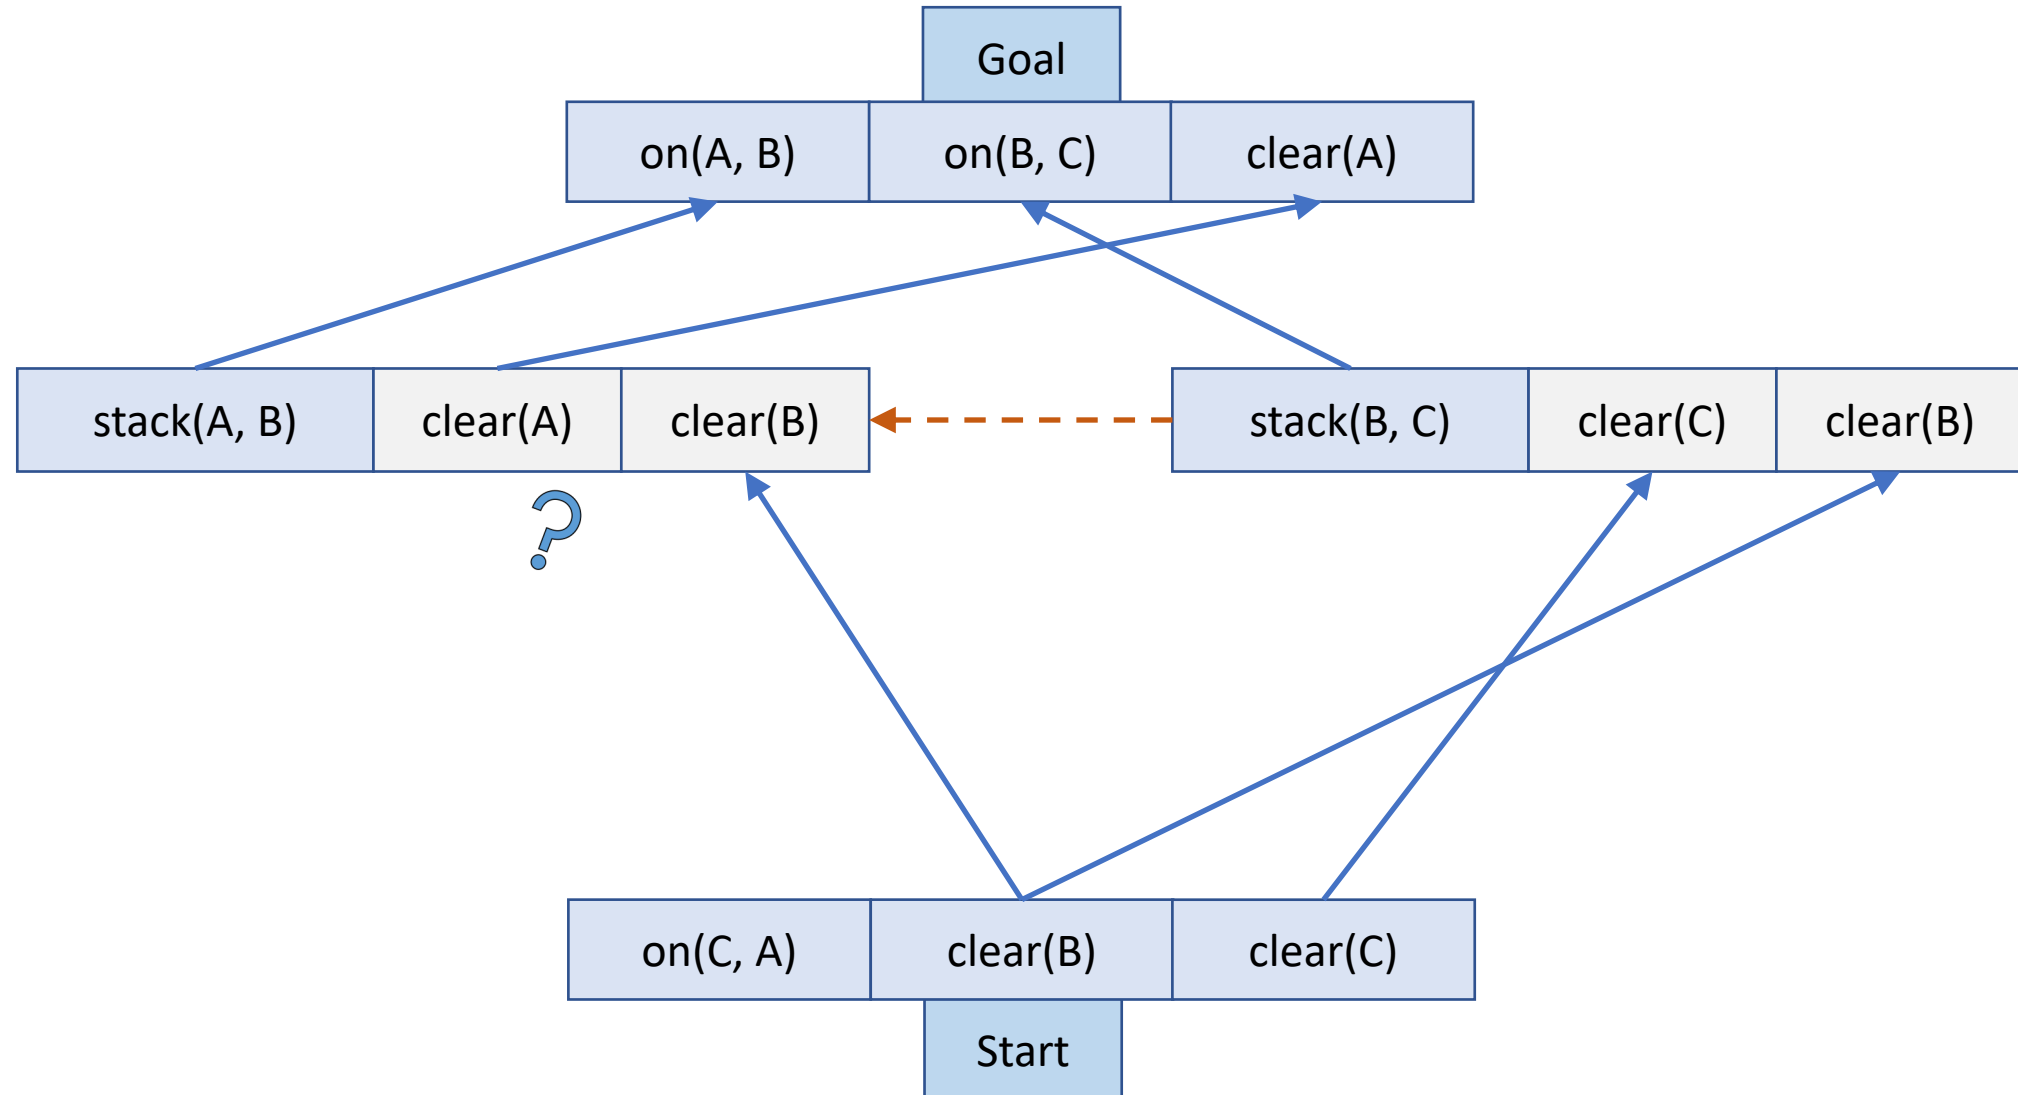 Goal
on(A, B) on(B, C) clear(A)
stack(A, B) clear(A) clear(B) stack(B, C) clear(C) clear(B)
?
on(C, A) clear(B) clear(C)
Start